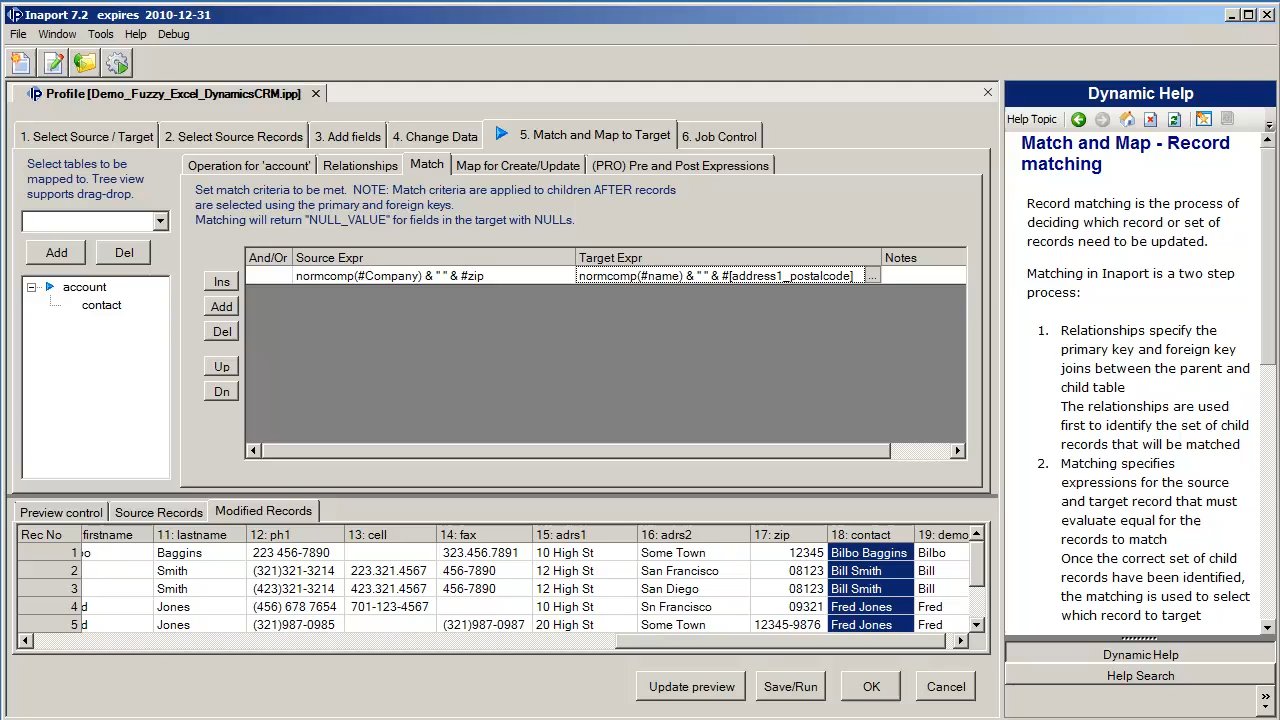 Inaport 7.2 expires 2010-12-31
File Window Tools Help Debug
Profile [Demo_Fuzzy_Excel_DynamicsCRM.ipp]
1. Select Source / Target 2. Select Source Records 3. Add fields 4. Change Data 5. Match and Map to Target 6. Job Control
Select tables to be
mapped to. Tree view
supports drag-drop.
Add Del
account
contact
Operation for 'account' Relationships Match Map for Create/Update (PRO) Pre and Post Expressions
Set match criteria to be met. NOTE: Match criteria are applied to children AFTER records
are selected using the primary and foreign keys.
Matching will return "NULL_VALUE" for fields in the target with NULLs.
And/Or Source Expr Target Expr Notes
normcomp(#Company) & " " & #zip normcomp(#name) & " " & #[address1_postalcode] ...
Ins
Add
Del
Up
Dn
Preview control Source Records Modified Records
Rec No firstname 11: lastname 12: ph1 13: cell 14: fax 15: adrs1 16: adrs2 17: zip 18: contact 19: demo
1 Baggins 223 456-7890 323.456.7891 10 High St Some Town 12345 Bilbo Baggins Bilbo
2 Smith (321)321-3214 223.321.4567 456-7890 12 High St San Francisco 08123 Bill Smith Bill
3 Smith (321)321-3214 423.321.4567 456-7890 12 High St San Diego 08123 Bill Smith Bill
4 d Jones (456) 678 7654 701-123-4567 10 High St Sn Francisco 09321 Fred Jones Fred
5 d Jones (321)987-0985 (321)987-0987 20 High St Some Town 12345-9876 Fred Jones Fred
Update preview Save/Run OK Cancel
Dynamic Help
Help Topic
Match and Map - Record
matching
Record matching is the process of
deciding which record or set of
records need to be updated.
Matching in Inaport is a two step
process:
1. Relationships specify the
primary key and foreign key
joins between the parent and
child table
The relationships are used
first to identify the set of child
records that will be matched
2. Matching specifies
expressions for the source
and target record that must
evaluate equal for the
records to match
Once the correct set of child
records have been identified,
the matching is used to select
which record to target
Dynamic Help
Help Search